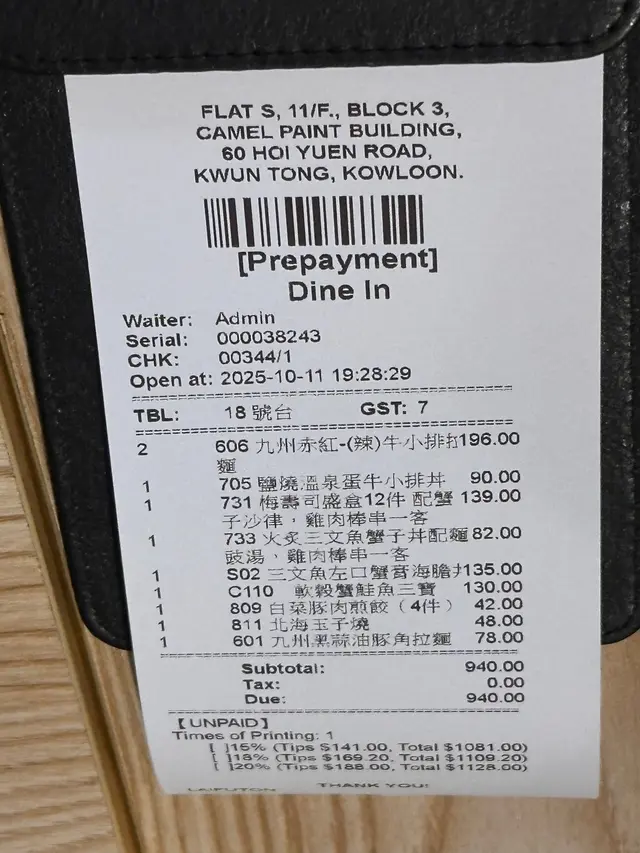 FLAT S, 11/F., BLOCK 3,
CAMEL PAINT BUILDING,
60 HOI YUEN ROAD,
KWUN TONG, KOWLOON.
[Prepayment]
Dine In
Waiter: Admin
Serial: 000038243
CHK: 00344/1
Open at: 2025-10-11 19:28:29
TBL: 18 號台 GST: 7
2 606 九州赤紅-(辣)牛小排拉 196.00
麵
1 705 鹽燒溫泉蛋牛小排丼 90.00
1 731 梅壽司盛盒12件 配蟹 139.00
子沙律，雞肉棒串一客
1 733 火炙三文魚蟹子丼配麵 82.00
豉湯，雞肉棒串一客
1 S02 三文魚左口蟹膏海膽丼 135.00
1 C110 軟殼蟹鮭魚三寶 130.00
1 809 白菜豚肉煎餃（4件） 42.00
1 811 北海玉子燒 48.00
1 601 九州黑蒜油豚角拉麵 78.00
Subtotal: 940.00
Tax: 0.00
Due: 940.00
【UNPAID】
Times of Printing: 1
[ ]15% (Tips $141.00, Total $1081.00)
[ ]18% (Tips $169.20, Total $1109.20)
[ ]20% (Tips $188.00, Total $1128.00)
THANK YOU!